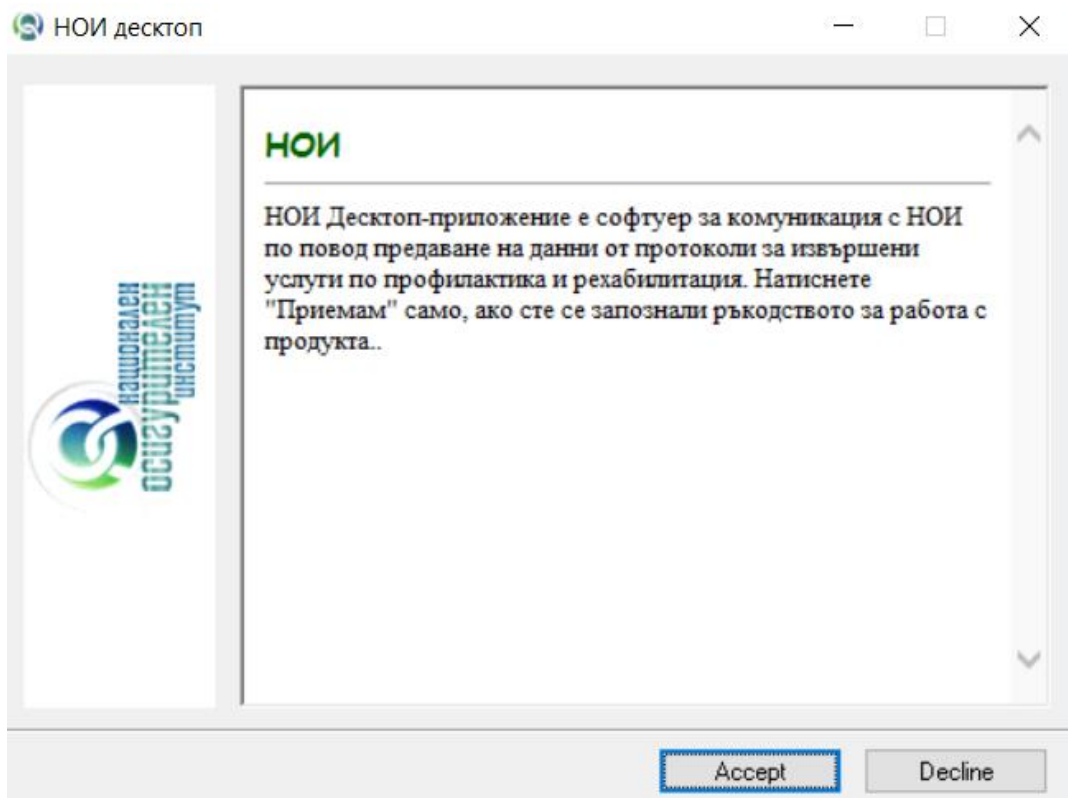 НОИ десктоп
НОИ
НОИ Десктоп-приложение е софтуер за комуникация с НОИ
по повод предаване на данни от протоколи за извършени
услуги по профилактика и рехабилитация. Натиснете
"Приемам" само, ако сте се запознали ръкодството за работа с
продукта..
национален
осигурителен
институт
Accept
Decline